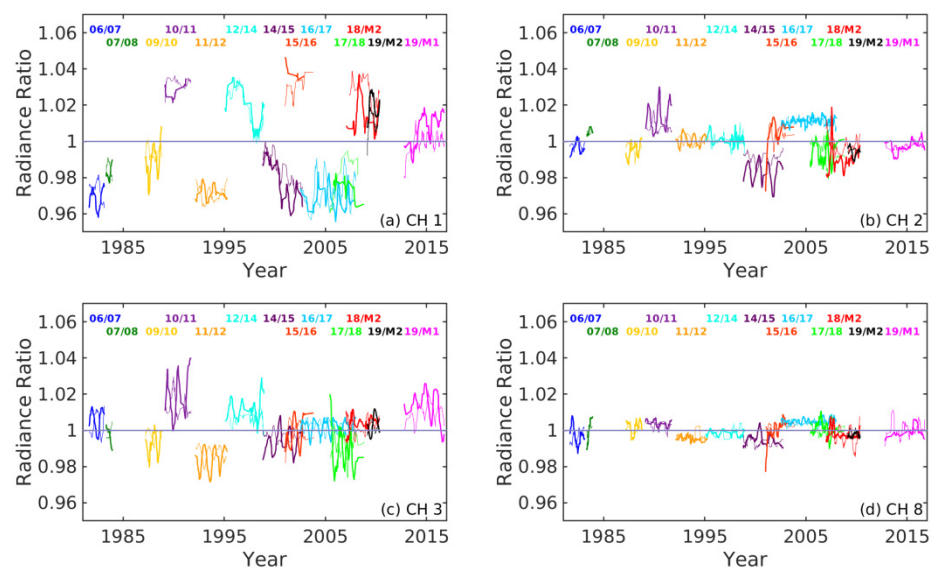 06/07 10/11 12/14 14/15 16/17 18/M2
07/08 09/10 11/12 15/16 17/18 19/M2 19/M1
1.06
1.04
1.02
1
0.98
0.96
Radiance Ratio
(a) CH 1
1985 1995 2005 2015
Year
06/07 10/11 12/14 14/15 16/17 18/M2
07/08 09/10 11/12 15/16 17/18 19/M2 19/M1
1.06
1.04
1.02
1
0.98
0.96
Radiance Ratio
(b) CH 2
1985 1995 2005 2015
Year
06/07 10/11 12/14 14/15 16/17 18/M2
07/08 09/10 11/12 15/16 17/18 19/M2 19/M1
1.06
1.04
1.02
1
0.98
0.96
Radiance Ratio
(c) CH 3
1985 1995 2005 2015
Year
06/07 10/11 12/14 14/15 16/17 18/M2
07/08 09/10 11/12 15/16 17/18 19/M2 19/M1
1.06
1.04
1.02
1
0.98
0.96
Radiance Ratio
(d) CH 8
1985 1995 2005 2015
Year